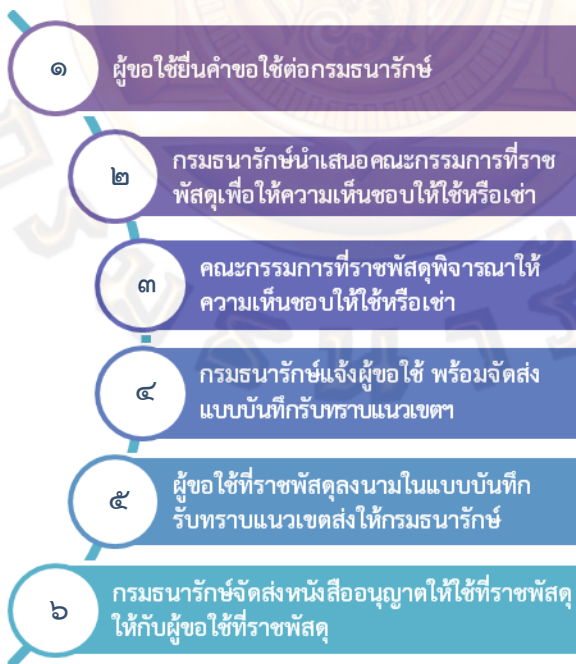 ๑
ผู้ขอใช้ยื่นคำขอใช้ต่อกรมธนารักษ์
๒
กรมธนารักษ์นำเสนอคณะกรรมการที่ราช
พัสดุเพื่อให้ความเห็นชอบให้ใช้หรือเช่า
๓
คณะกรรมการที่ราชพัสดุพิจารณาให้
ความเห็นชอบให้ใช้หรือเช่า
๔
กรมธนารักษ์แจ้งผู้ขอใช้ พร้อมจัดส่ง
แบบบันทึกรับทราบแนวเขตฯ
๕
ผู้ขอใช้ที่ราชพัสดุลงนามในแบบบันทึก
รับทราบแนวเขตส่งให้กรมธนารักษ์
๖
กรมธนารักษ์จัดส่งหนังสืออนุญาตให้ใช้ที่ราชพัสดุ
ให้กับผู้ขอใช้ที่ราชพัสดุ